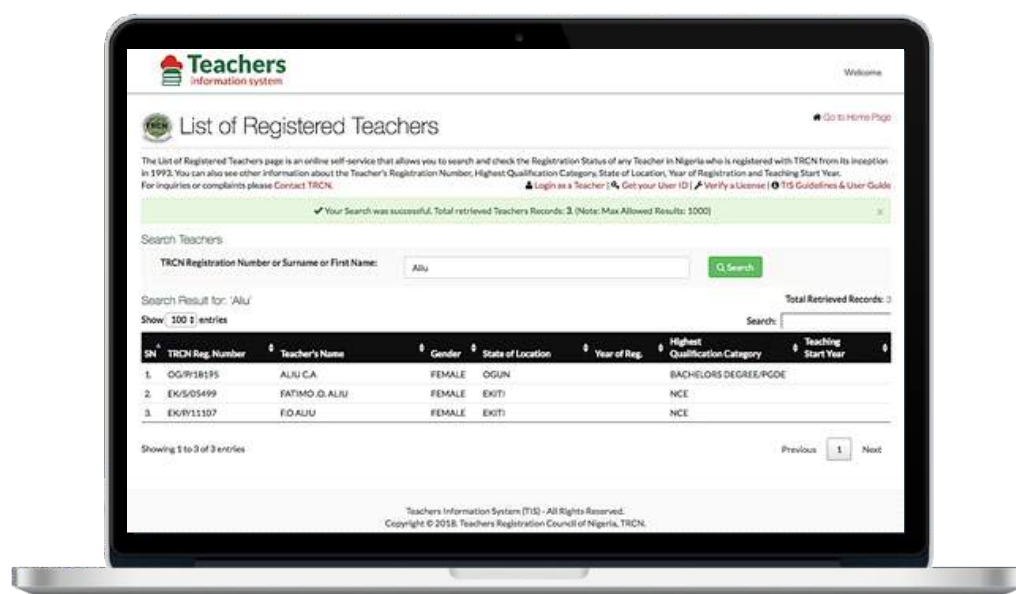 Teachers
information system
Welcome
List of Registered Teachers
Go to Home Page
The List of Registered Teachers page is an online self-service that allows you to search and check the Registration Status of any Teacher in Nigeria who is registered with TRCN from its inception
in 1993. You can also see other information about the Teacher's Registration Number, Highest Qualification Category, State of Location, Year of Registration and Teaching Start Year.
For inquiries or complaints please Contact TRCN.
Login as a Teacher | Get your User ID | Verify a License | TIS Guidelines & User Guide
Your Search was successful. Total retrieved Teachers Records: 3. (Note: Max Allowed Results: 1000)
×
Search Teachers
TRCN Registration Number or Surname or First Name:
Aliu
Search
Search Result for: 'Aliu'
Total Retrieved Records: 3
Show 100 entries
Search:
SN TRCN Reg. Number Teacher's Name Gender State of Location Year of Reg. Highest Qualification Category Teaching Start Year
1. OG/P/18195 ALIU C.A FEMALE OGUN BACHELORS DEGREE/PGDE
2. EK/S/05499 FATIMO .O. ALIU FEMALE EKITI NCE
3. EK/P/11107 F.O ALIU FEMALE EKITI NCE
Showing 1 to 3 of 3 entries
Previous 1 Next
Teachers Information System (TIS) - All Rights Reserved.
Copyright © 2018. Teachers Registration Council of Nigeria, TRCN.